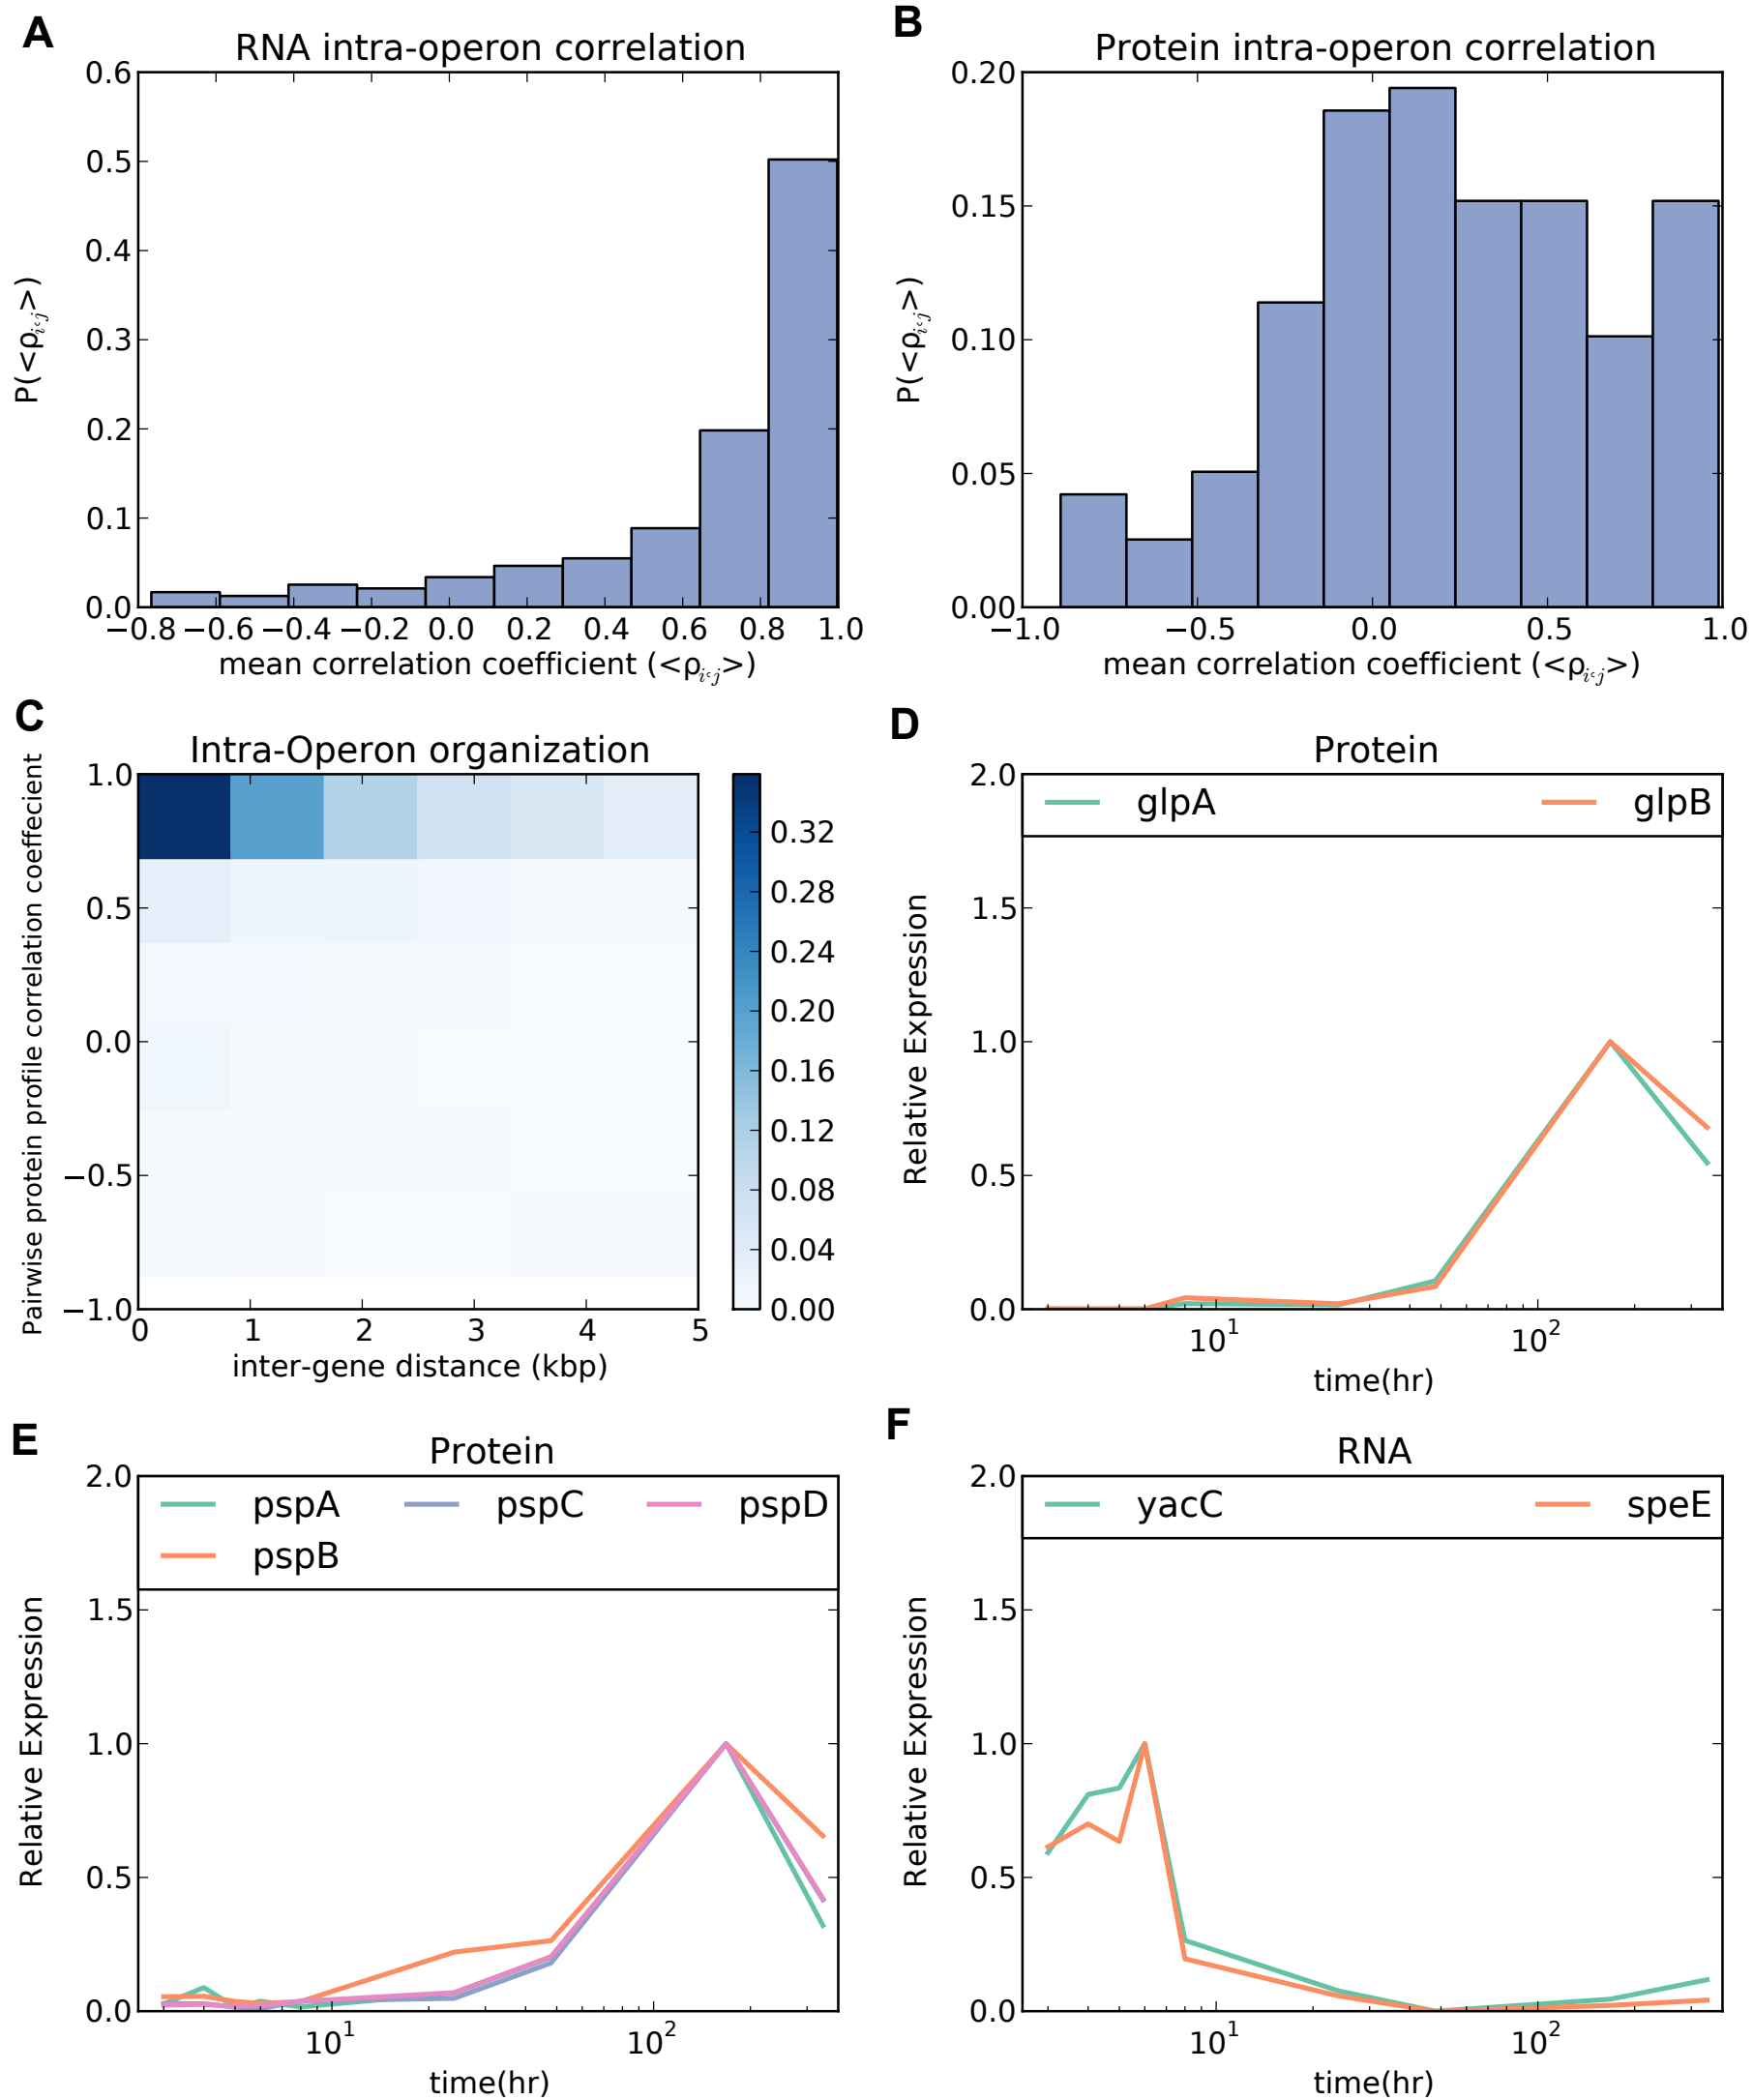 A
RNA intra-operon correlation
0.6
0.5
0.4
0.3
0.2
0.1
0.0
P(<ρi,j>)
−0.8 −0.6 −0.4 −0.2 0.0 0.2 0.4 0.6 0.8 1.0
mean correlation coefficient (<ρi,j>)
B
Protein intra-operon correlation
0.20
0.15
0.10
0.05
0.00
P(<ρi,j>)
−1.0 −0.5 0.0 0.5 1.0
mean correlation coefficient (<ρi,j>)
C
Intra-Operon organization
Pairwise protein profile correlation coeffecient
1.0
0.5
0.0
−0.5
−1.0
0 1 2 3 4 5
inter-gene distance (kbp)
0.32
0.28
0.24
0.20
0.16
0.12
0.08
0.04
0.00
D
Protein
glpA glpB
2.0
1.5
1.0
0.5
0.0
Relative Expression
10^1 10^2
time(hr)
E
Protein
pspA pspC pspD
pspB
2.0
1.5
1.0
0.5
0.0
Relative Expression
10^1 10^2
time(hr)
F
RNA
yacC speE
2.0
1.5
1.0
0.5
0.0
Relative Expression
10^1 10^2
time(hr)